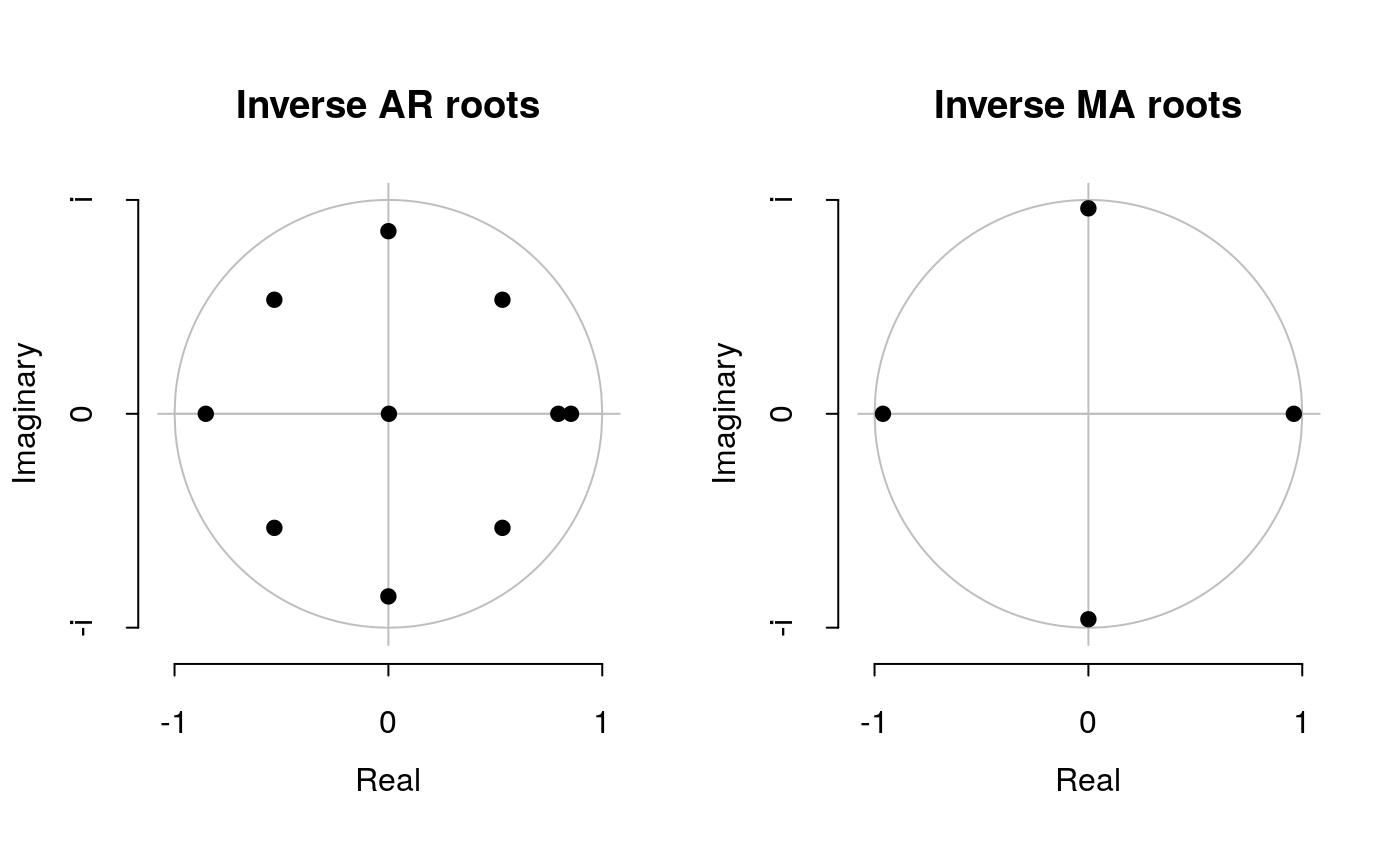 Inverse AR roots
Imaginary
i
0
-i
-1 0 1
Real
Inverse MA roots
Imaginary
i
0
-i
-1 0 1
Real